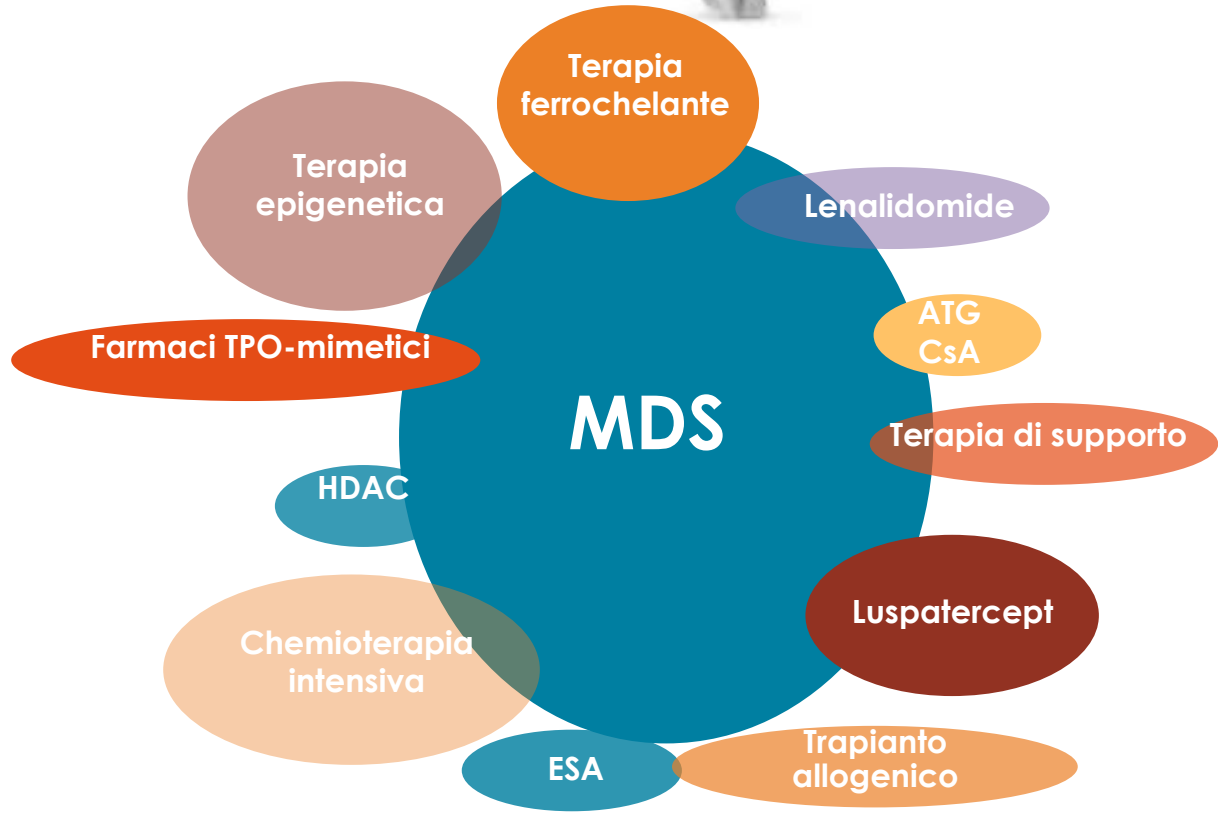 Terapia
ferrochelante
Terapia
epigenetica
Lenalidomide
ATG
CsA
Farmaci TPO-mimetici
MDS
Terapia di supporto
HDAC
Luspatercept
Chemioterapia
intensiva
ESA
Trapianto
allogenico